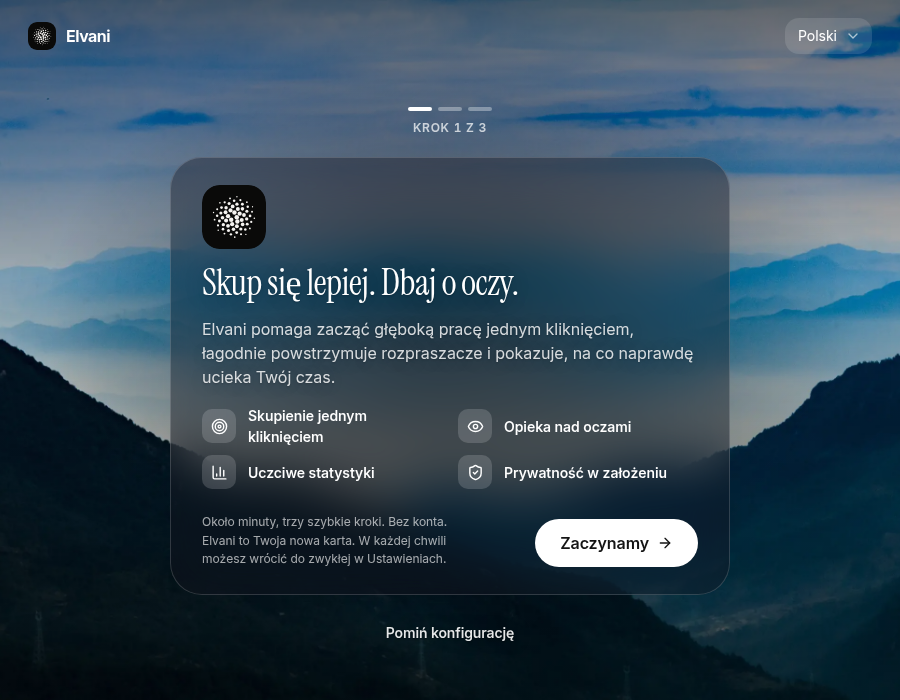 Elvani
Polski
KROK 1 Z 3
Skup się lepiej. Dbaj o oczy.
Elvani pomaga zacząć głęboką pracę jednym kliknięciem,
łagodnie powstrzymuje rozpraszacze i pokazuje, na co naprawdę
ucieka Twój czas.
Skupienie jednym
kliknięciem
Opieka nad oczami
Uczciwe statystyki
Prywatność w założeniu
Około minuty, trzy szybkie kroki. Bez konta.
Elvani to Twoja nowa karta. W każdej chwili
możesz wrócić do zwykłej w Ustawieniach.
Zaczynamy
Pomiń konfigurację